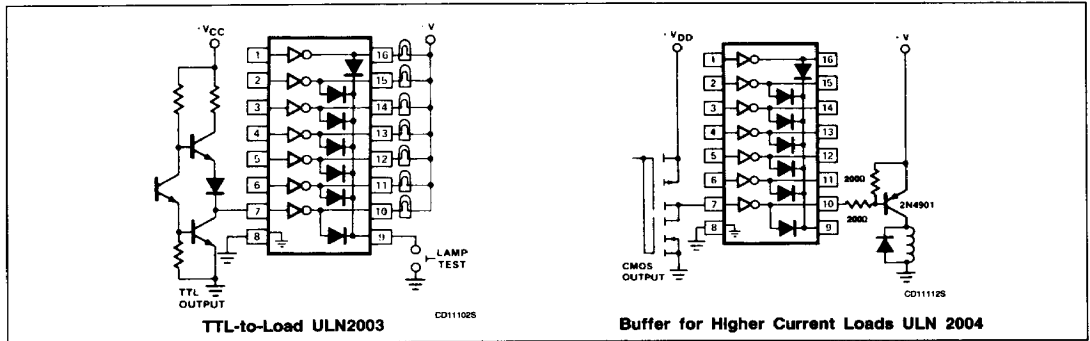 · VCC
· V
1
16
2
15
3
14
4
13
5
12
6
11
7
10
8
9
LAMP
TEST
TTL
OUTPUT
CD11102S
TTL-to-Load ULN2003
· VDD
· V
1
16
2
15
3
14
4
13
5
12
6
11
7
10
8
9
200Ω
200Ω
2N4901
CMOS
OUTPUT
CD11112S
Buffer for Higher Current Loads ULN 2004